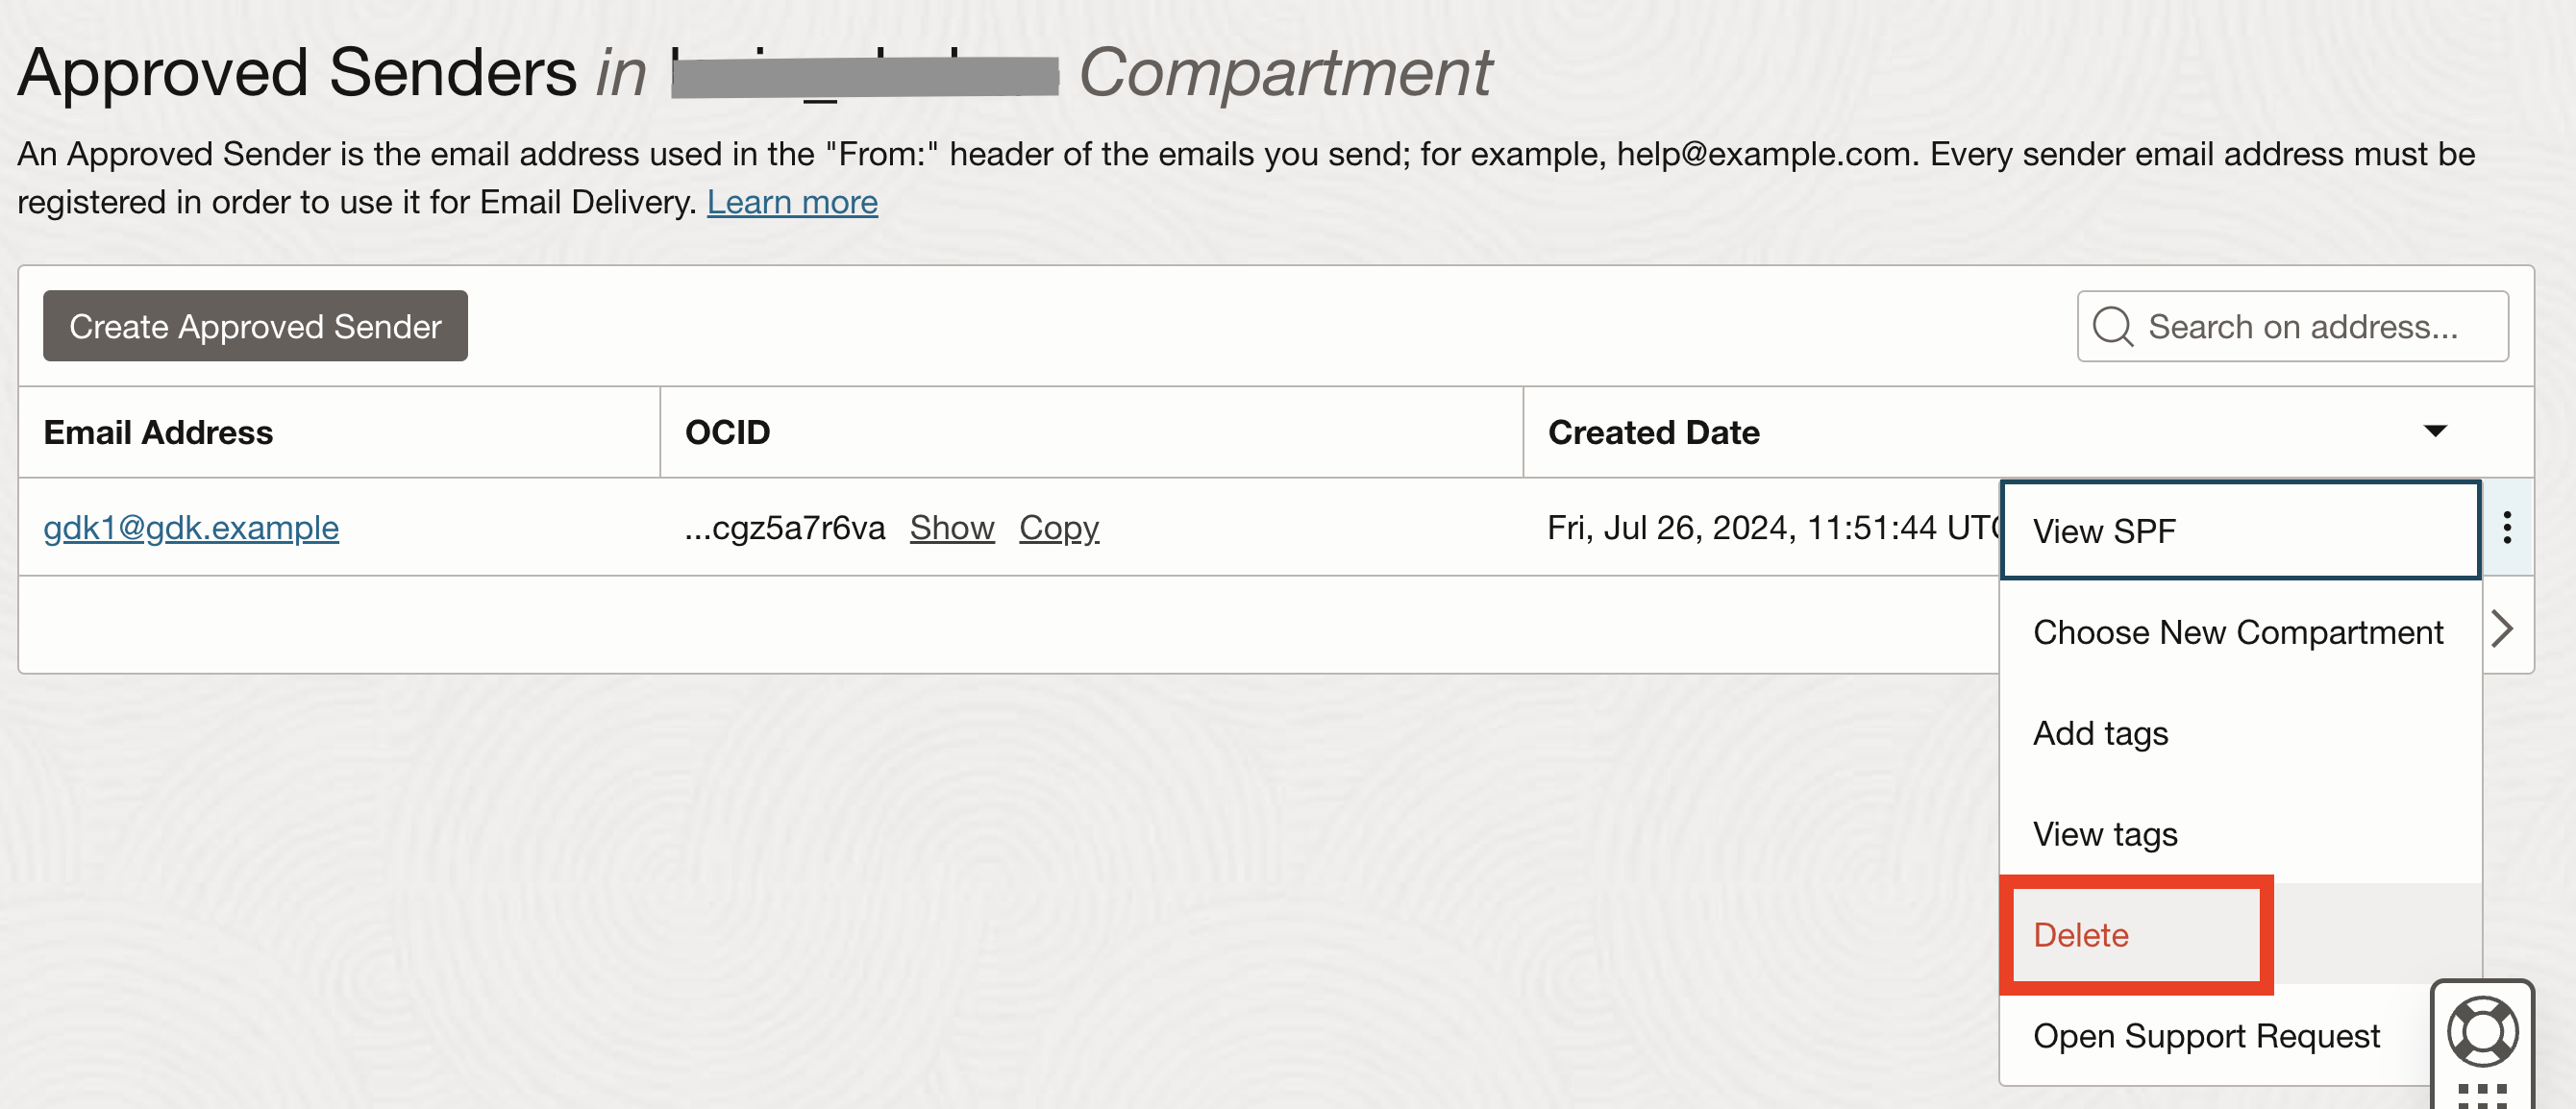 Approved Senders in Compartment
An Approved Sender is the email address used in the "From:" header of the emails you send; for example, help@example.com. Every sender email address must be
registered in order to use it for Email Delivery. Learn more
Create Approved Sender
Search on address...
Email Address OCID Created Date
gdk1@gdk.example ...cgz5a7r6va Show Copy Fri, Jul 26, 2024, 11:51:44
View SPF
Choose New Compartment
Add tags
View tags
Delete
Open Support Request